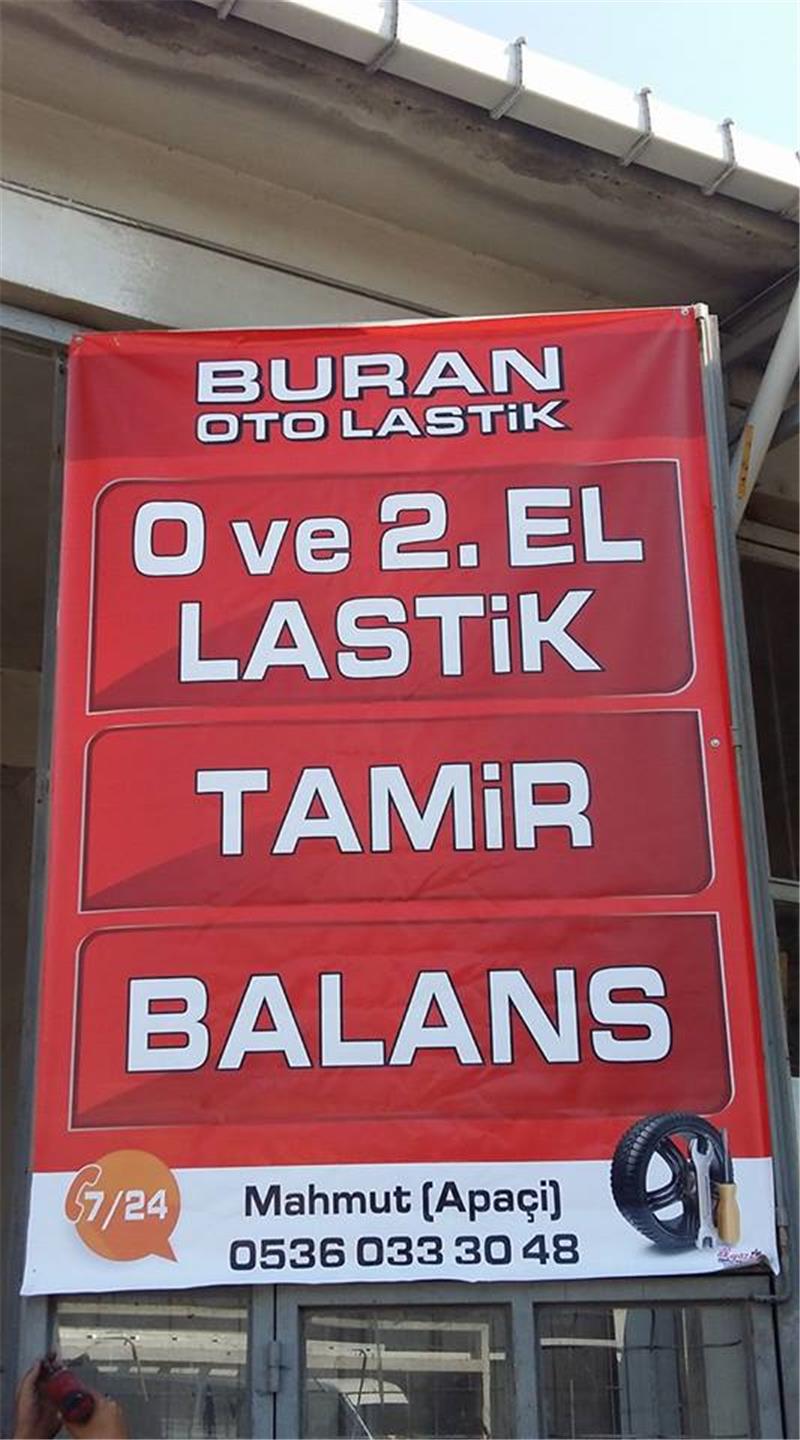 BURAN
OTO LASTiK
0 ve 2. EL
LASTiK
TAMiR
BALANS
7/24
Mahmut (Apaçi)
0536 033 30 48